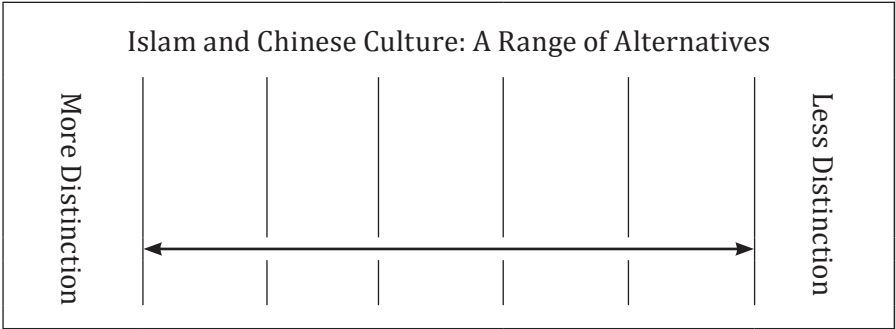 Islam and Chinese Culture: A Range of Alternatives
More Distinction
Less Distinction